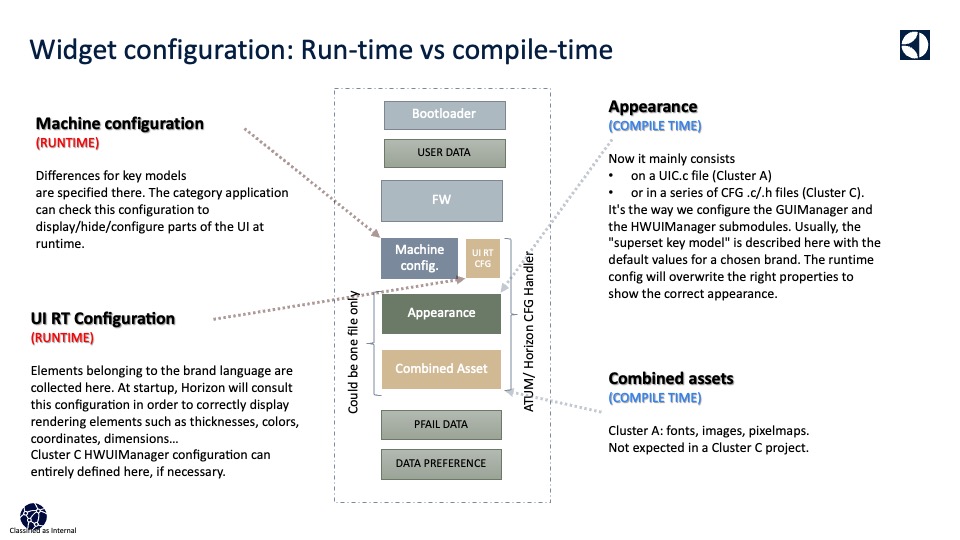 Widget configuration: Run-time vs compile-time
Machine configuration
(RUNTIME)
Differences for key models
are specified there. The category application
can check this configuration to
display/hide/configure parts of the UI at
runtime.
UI RT Configuration
(RUNTIME)
Elements belonging to the brand language are
collected here. At startup, Horizon will consult
this configuration in order to correctly display
rendering elements such as thicknesses, colors,
coordinates, dimensions…
Cluster C HWUIManager configuration can
entirely defined here, if necessary.
Bootloader
USER DATA
FW
Machine
config.
UI RT
CFG
Appearance
Combined Asset
PFAIL DATA
DATA PREFERENCE
Could be one file only
ATUM/ Horizon CFG Handler
Appearance
(COMPILE TIME)
Now it mainly consists
• on a UIC.c file (Cluster A)
• or in a series of CFG .c/.h files (Cluster C).
It's the way we configure the GUIManager and
the HWUIManager submodules. Usually, the
"superset key model" is described here with the
default values for a chosen brand. The runtime
config will overwrite the right properties to
show the correct appearance.
Combined assets
(COMPILE TIME)
Cluster A: fonts, images, pixelmaps.
Not expected in a Cluster C project.
Classified as Internal